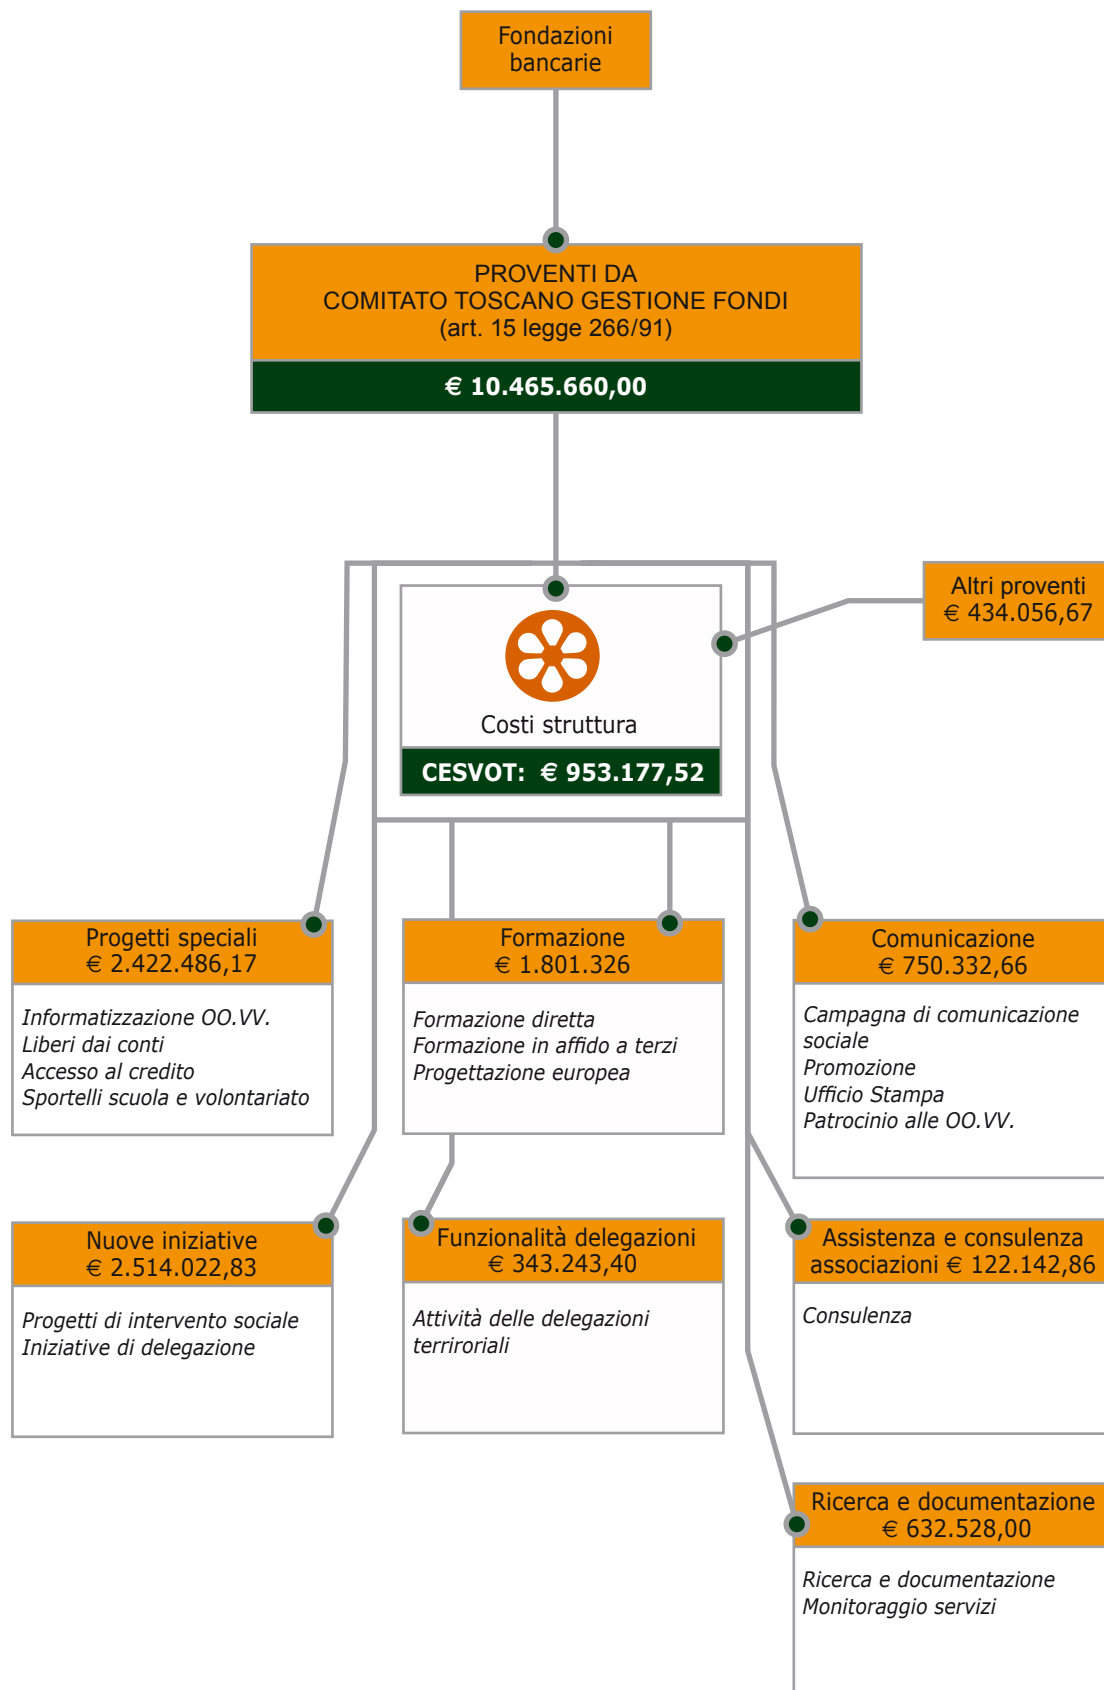 Fondazioni
bancarie
PROVENTI DA
COMITATO TOSCANO GESTIONE FONDI
(art. 15 legge 266/91)
€ 10.465.660,00
Altri proventi
€ 434.056,67
Costi struttura
CESVOT: € 953.177,52
Progetti speciali
€ 2.422.486,17
Informatizzazione OO.VV.
Liberi dai conti
Accesso al credito
Sportelli scuola e volontariato
Formazione
€ 1.801.326
Formazione diretta
Formazione in affido a terzi
Progettazione europea
Comunicazione
€ 750.332,66
Campagna di comunicazione
sociale
Promozione
Ufficio Stampa
Patrocinio alle OO.VV.
Nuove iniziative
€ 2.514.022,83
Progetti di intervento sociale
Iniziative di delegazione
Funzionalità delegazioni
€ 343.243,40
Attività delle delegazioni
terriroriali
Assistenza e consulenza
associazioni € 122.142,86
Consulenza
Ricerca e documentazione
€ 632.528,00
Ricerca e documentazione
Monitoraggio servizi